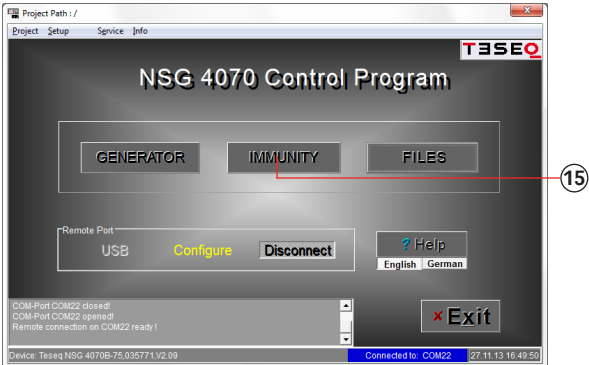 Project Path : /
Project Setup Service Info
TESEQ
NSG 4070 Control Program
GENERATOR IMMUNITY FILES
15
Remote Port
USB Configure Disconnect
? Help
English German
COM-Port COM22 closed!
COM-Port COM22 opened!
Remote connection on COM22 ready !
× Exit
Device: Teseq NSG 4070B-75,035771,V2.09 Connected to: COM22 27.11.13 16:49:50